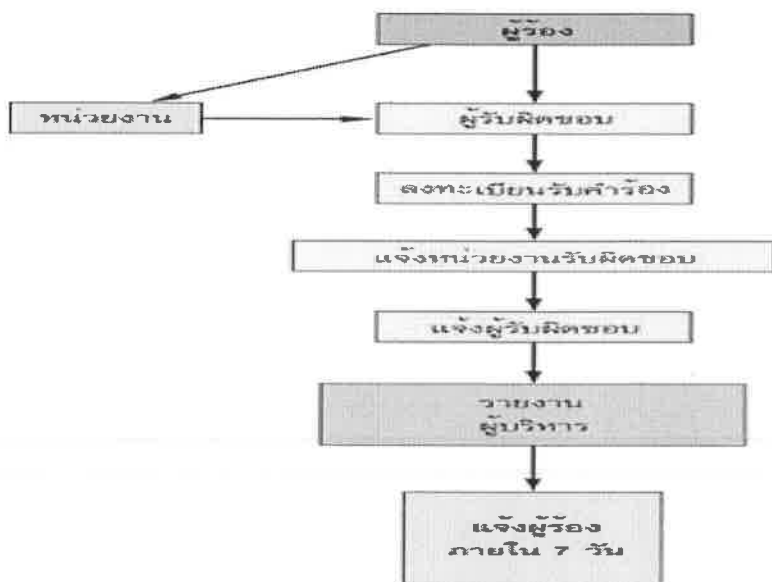 ผู้ร้อง
หน่วยงาน
ผู้รับผิดชอบ
ลงทะเบียนรับคำร้อง
แจ้งหน่วยงานรับผิดชอบ
แจ้งผู้รับผิดชอบ
รายงาน
ผู้บริหาร
แจ้งผู้ร้อง
ภายใน 7 วัน